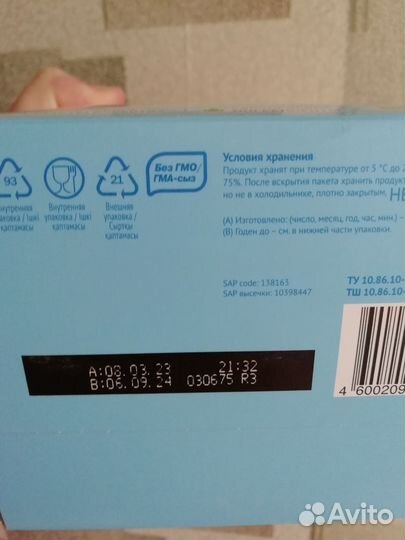 93
Внутренняя упаковка / Ішкі қаптамасы
21
Внутренняя упаковка / Ішкі қаптамасы
Внешняя упаковка / Сыртқы қаптамасы
Без ГМО/
ГМА-сыз
Условия хранения
Продукт хранят при температуре от 5 °С до
75%. После вскрытия пакета хранить
но не в холодильнике, плотно закрытым.
(A) Изготовлено: (число, месяц, год, час, мин.)
(B) Годен до – см. в нижней части упаковки.
SAP code: 138163
SAP высечки: 10398447
ТУ 10.86.10-
ТШ 10.86.10-
A:08.03.23 21:32
B:06.09.24 030675 R3
4 600209
Avito